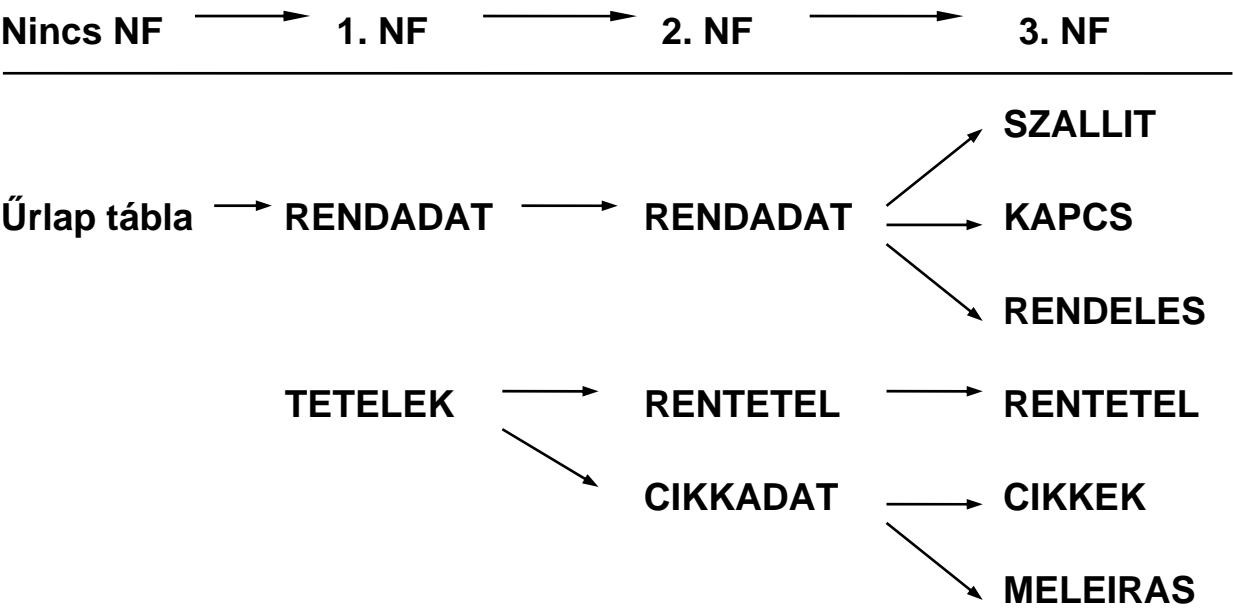 Nincs NF 1. NF 2. NF 3. NF
SZALLIT
Űrlap tábla RENDADAT RENDADAT KAPCS
RENDELES
TETELEK RENTETEL RENTETEL
CIKKADAT CIKKEK
MELEIRAS